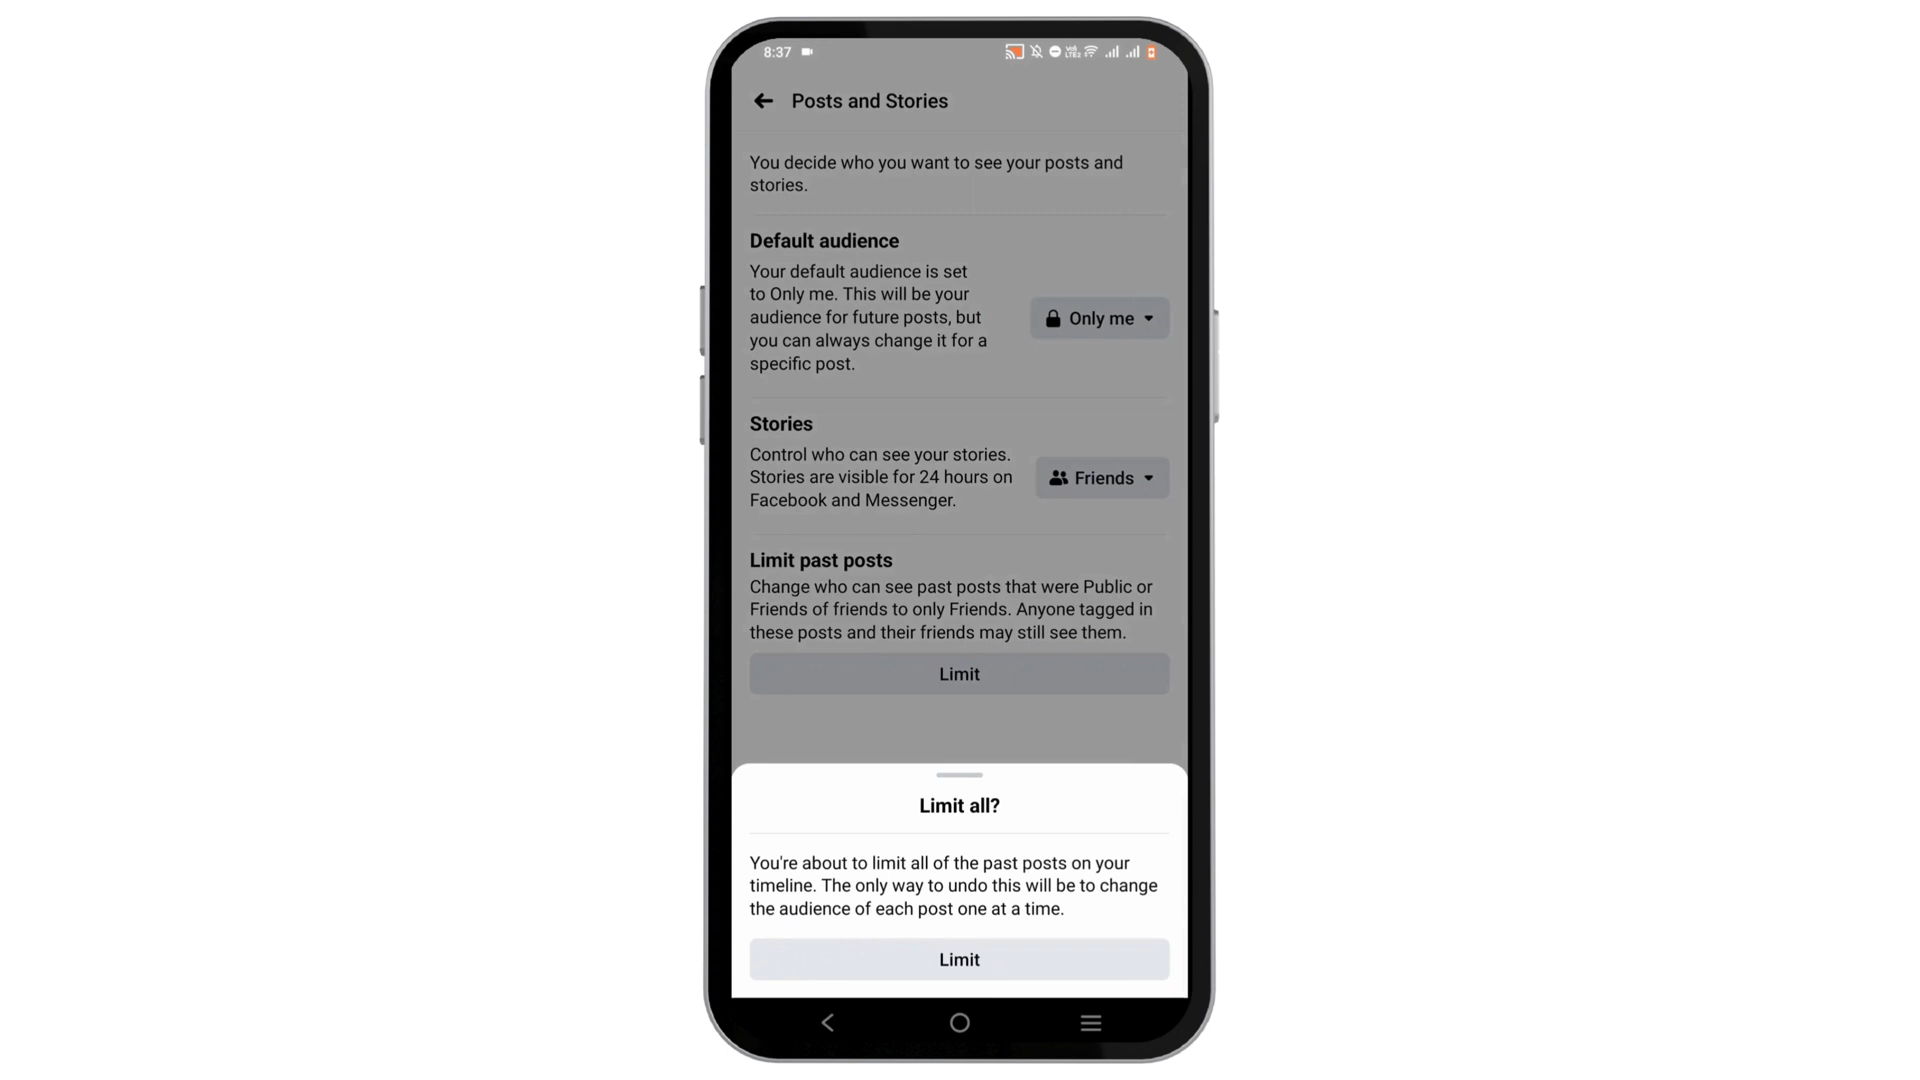 8:37
Posts and Stories
You decide who you want to see your posts and
stories.
Default audience
Your default audience is set
to Only me. This will be your
audience for future posts, but
you can always change it for a
specific post.
Only me
Stories
Control who can see your stories.
Stories are visible for 24 hours on
Facebook and Messenger.
Friends
Limit past posts
Change who can see past posts that were Public or
Friends of friends to only Friends. Anyone tagged in
these posts and their friends may still see them.
Limit
Limit all?
You're about to limit all of the past posts on your
timeline. The only way to undo this will be to change
the audience of each post one at a time.
Limit